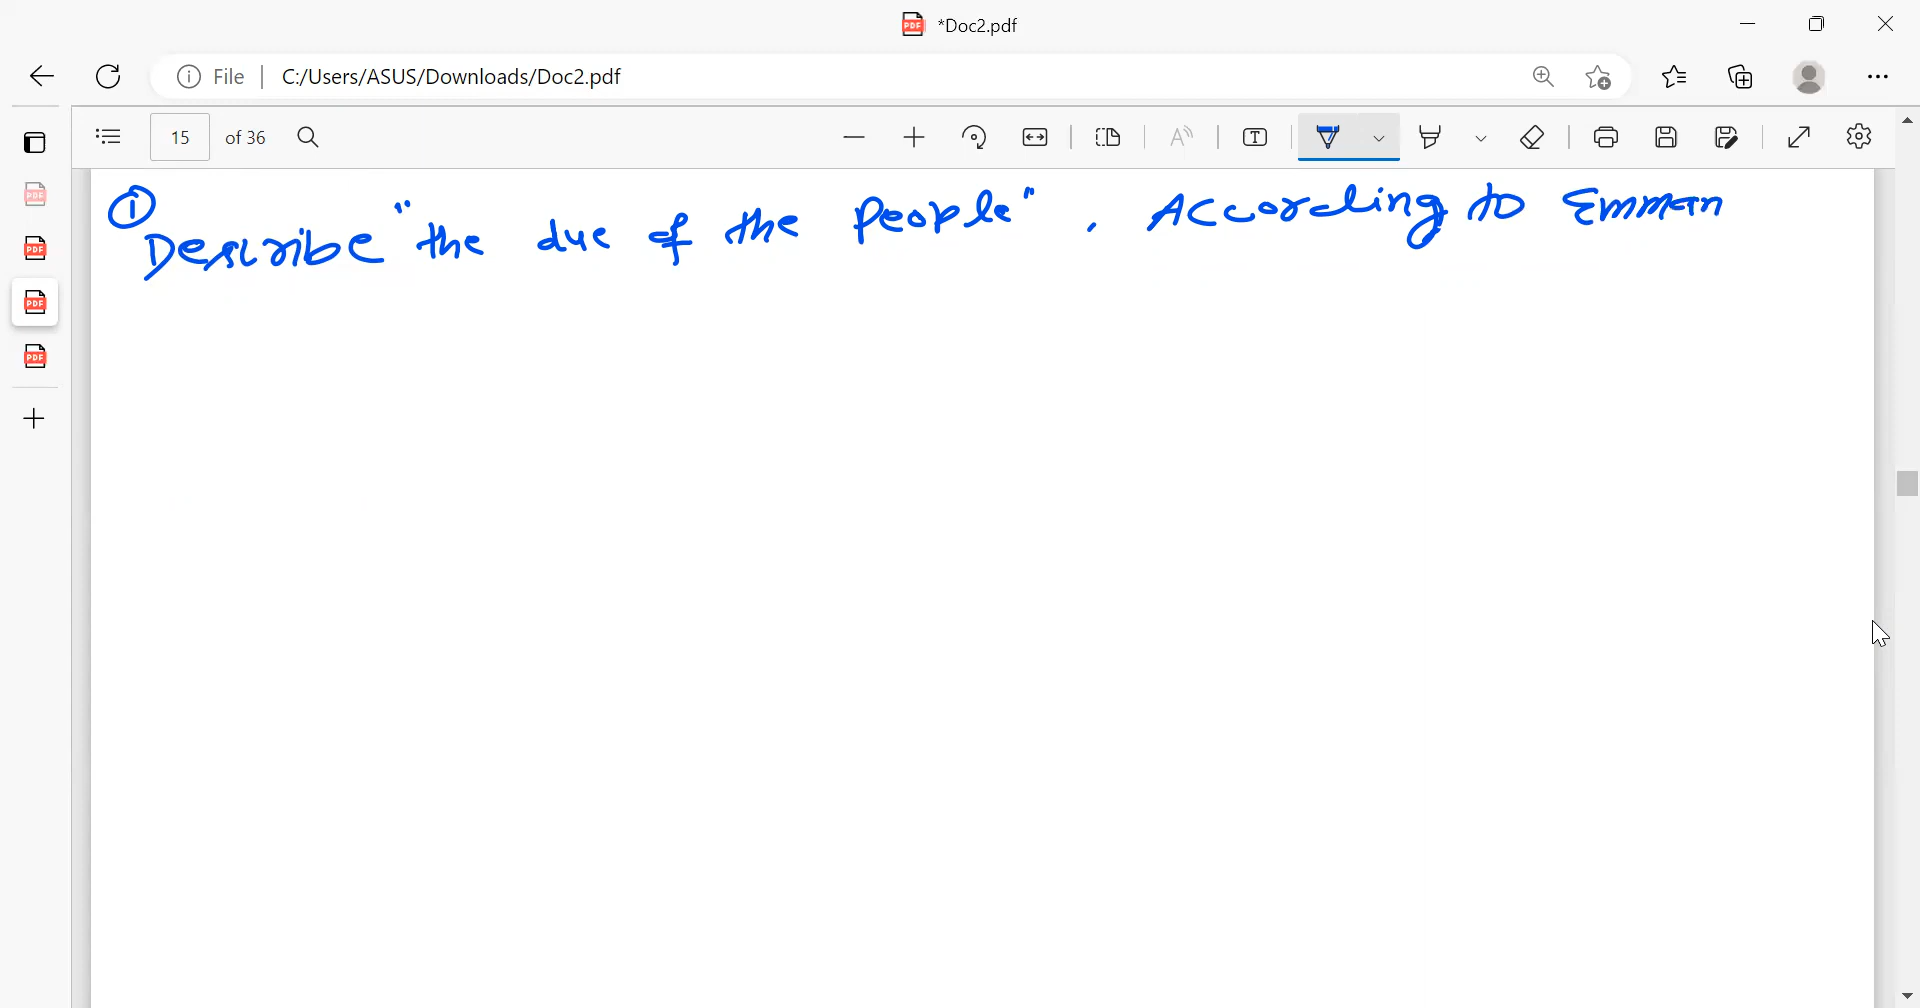 *Doc2.pdf
File | C:/Users/ASUS/Downloads/Doc2.pdf
15 of 36
① Describe "the due of the people". According to Emman